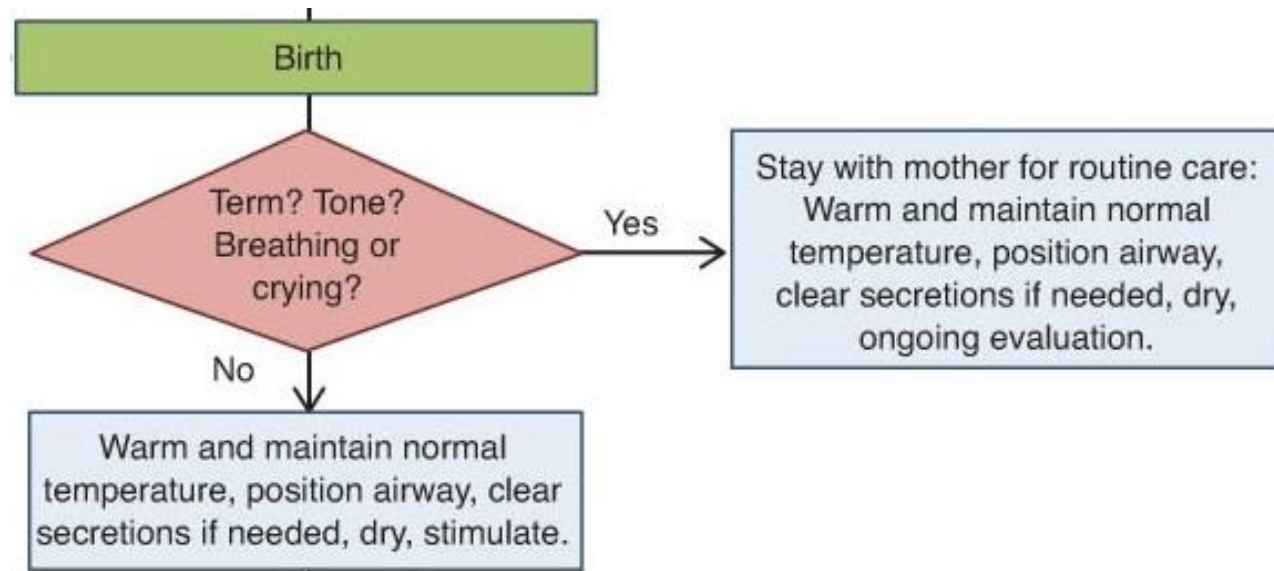 Birth
Term? Tone?
Breathing or
crying?
Yes
Stay with mother for routine care:
Warm and maintain normal
temperature, position airway,
clear secretions if needed, dry,
ongoing evaluation.
No
Warm and maintain normal
temperature, position airway, clear
secretions if needed, dry, stimulate.